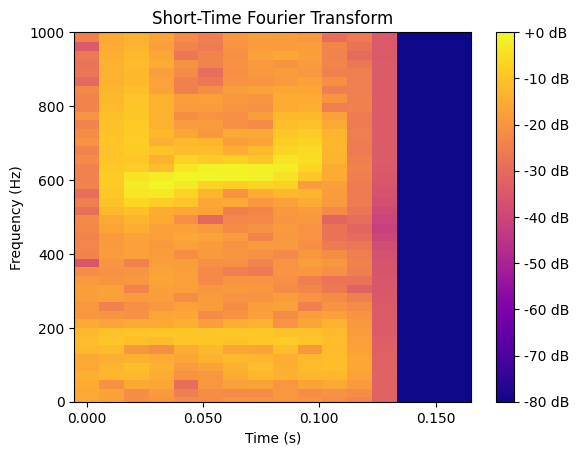 Short-Time Fourier Transform
1000
800
600
400
200
0
Frequency (Hz)
0.000
0.050
0.100
0.150
Time (s)
+0 dB
-10 dB
-20 dB
-30 dB
-40 dB
-50 dB
-60 dB
-70 dB
-80 dB